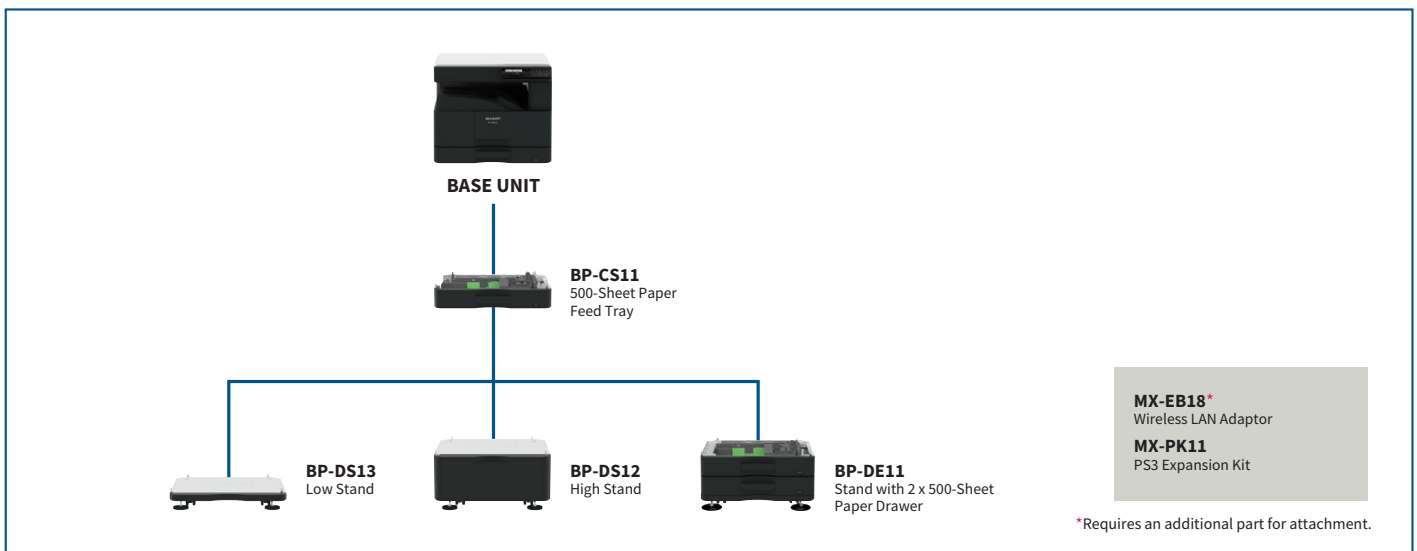 BASE UNIT
BP-CS11
500-Sheet Paper
Feed Tray
BP-DS13
Low Stand
BP-DS12
High Stand
BP-DE11
Stand with 2 x 500-Sheet
Paper Drawer
MX-EB18*
Wireless LAN Adaptor
MX-PK11
PS3 Expansion Kit
*Requires an additional part for attachment.